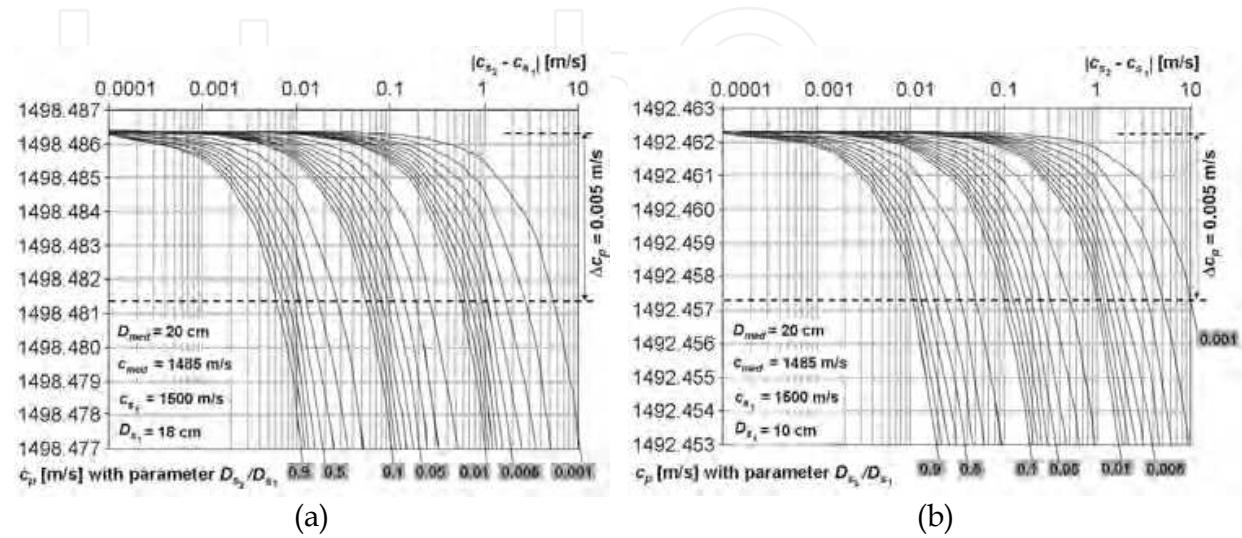 |c_s2 - c_s1| [m/s]
0.0001 0.001 0.01 0.1 1 10
1498.487
1498.486
1498.485
1498.484
1498.483
1498.482
1498.481
1498.480
1498.479
1498.478
1498.477
Δc_p = 0.005 m/s
D_med = 20 cm
c_med = 1485 m/s
c_s1 = 1500 m/s
D_s1 = 18 cm
0.9 0.5 0.1 0.05 0.01 0.005 0.001
c_p [m/s] with parameter D_s2/D_s1
(a)
|c_s2 - c_s1| [m/s]
0.0001 0.001 0.01 0.1 1 10
1492.463
1492.462
1492.461
1492.460
1492.459
1492.458
1492.457
1492.456
1492.455
1492.454
1492.453
Δc_p = 0.005 m/s
0.001
D_med = 20 cm
c_med = 1485 m/s
c_s1 = 1500 m/s
D_s1 = 10 cm
0.9 0.5 0.1 0.05 0.01 0.005
c_p [m/s] with parameter D_s2/D_s1
(b)